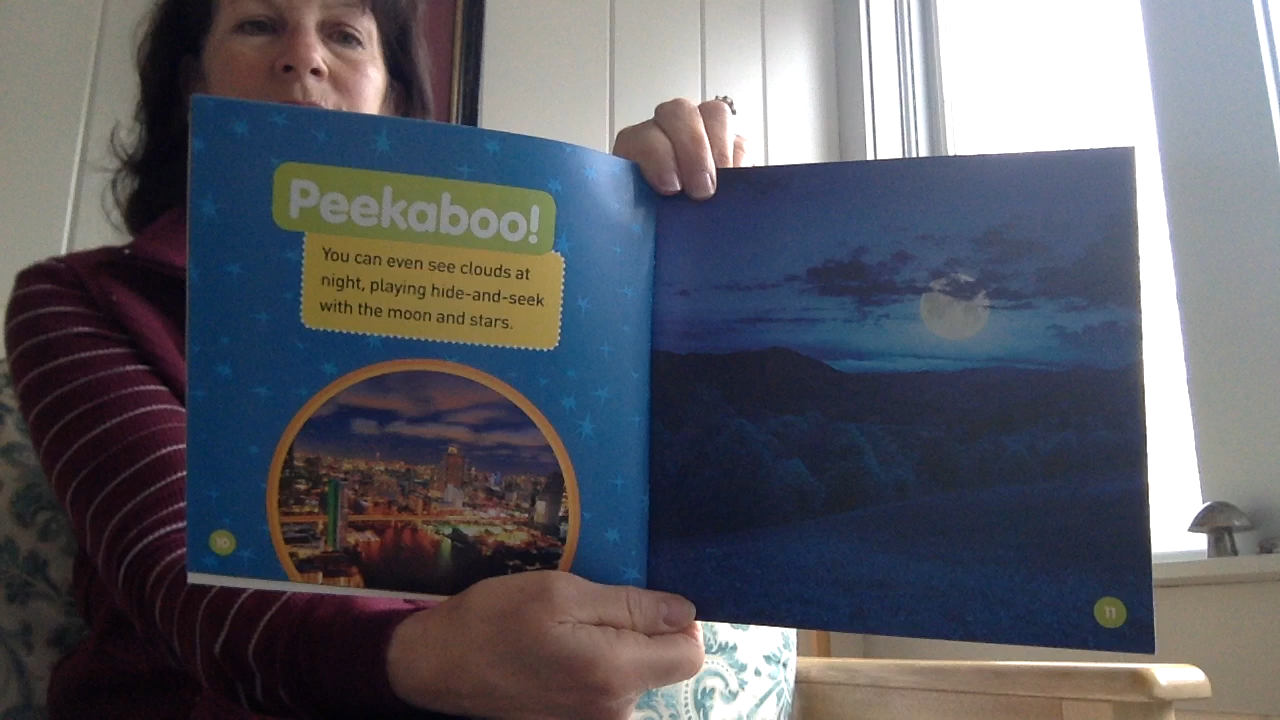 Peekaboo!
You can even see clouds at
night, playing hide-and-seek
with the moon and stars.
10
11